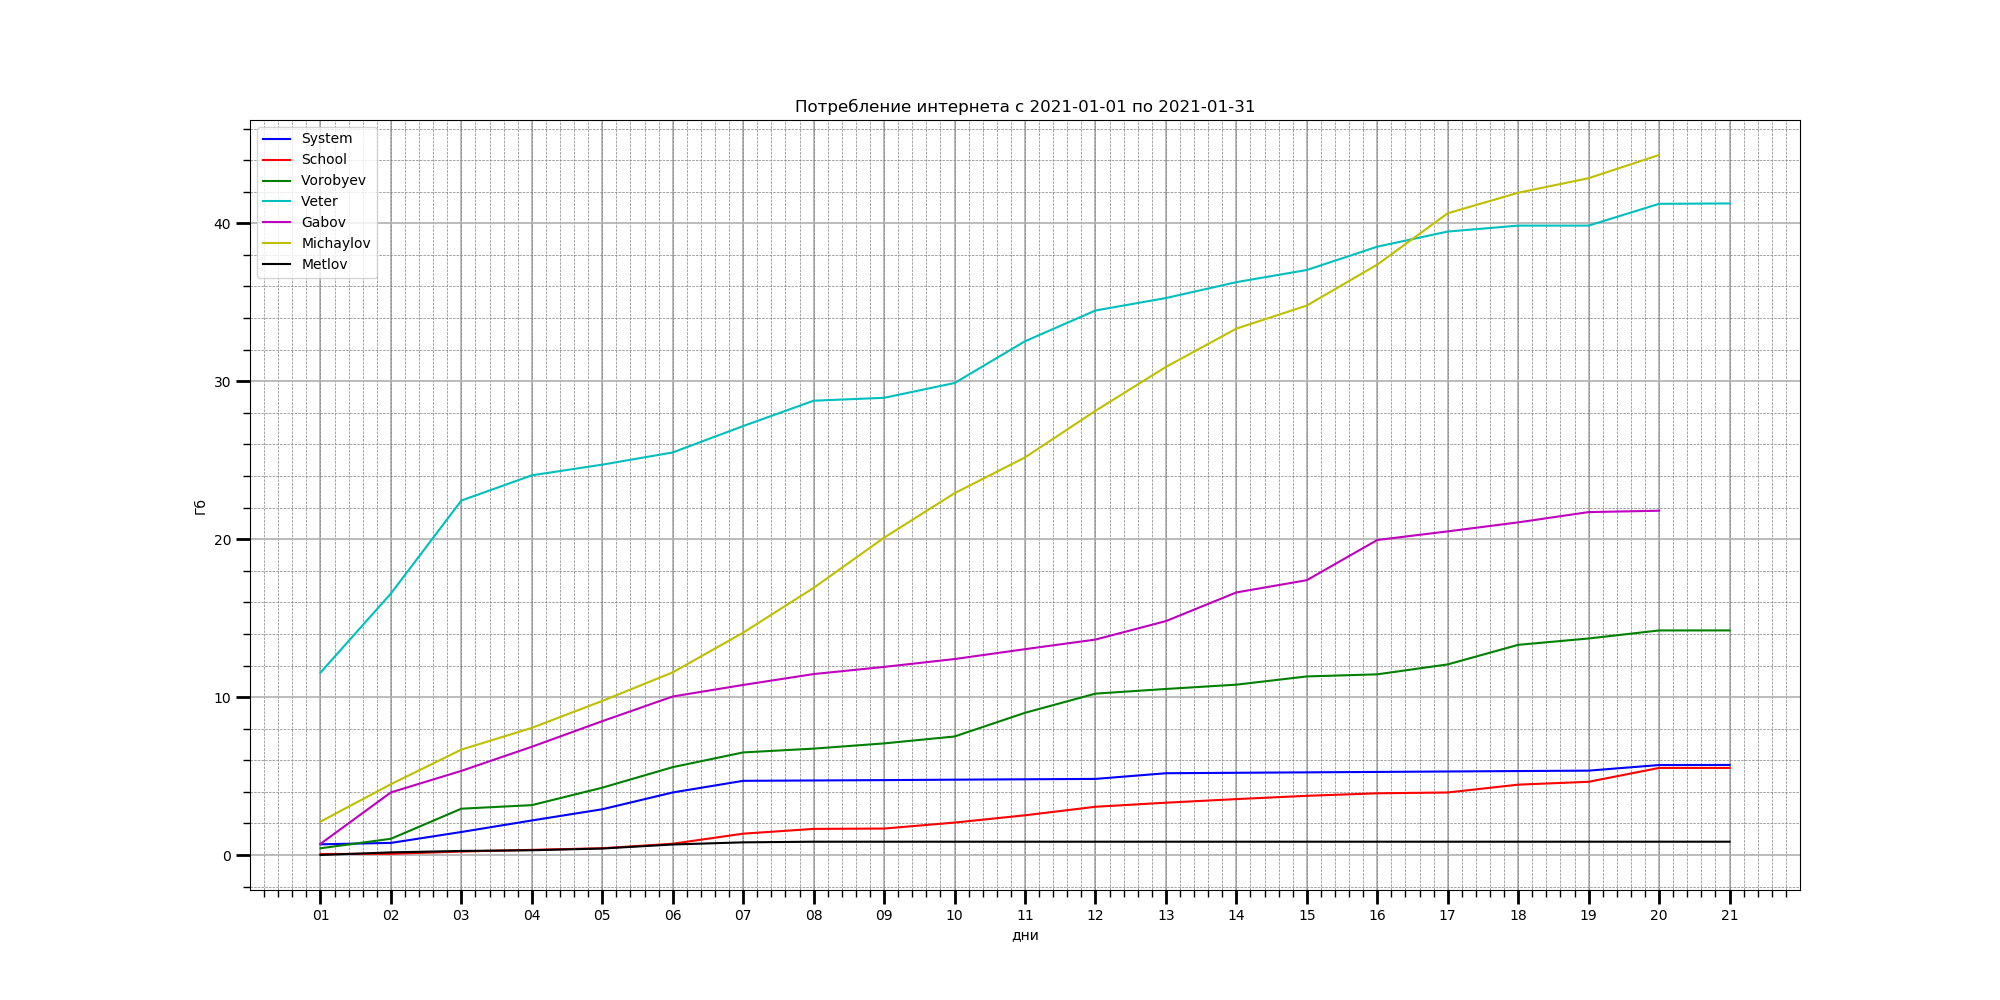 Потребление интернета с 2021-01-01 по 2021-01-31
System
School
Vorobyev
Veter
Gabov
Michaylov
Metlov
40
30
20
10
0
Гб
01 02 03 04 05 06 07 08 09 10 11 12 13 14 15 16 17 18 19 20 21
дни